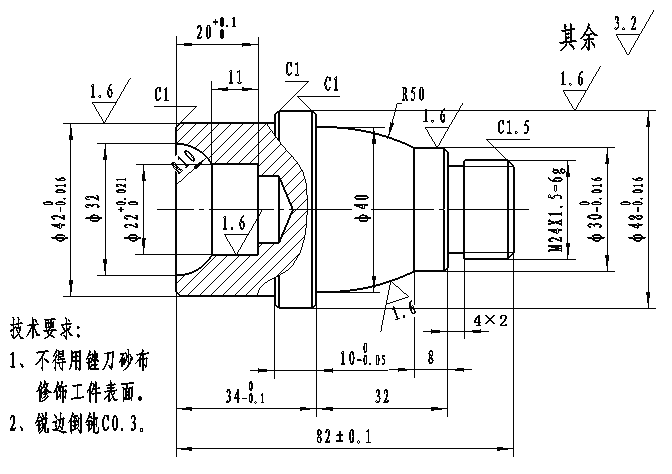 20+0.1 0
其余 3.2
11
C1
C1
R50
1.6
1.6
1.6
C1
C1.5
R10
φ42-0.016 0
φ32
φ22+0.021 0
1.6
φ40
M24X1.5-6g
φ30-0.016 0
φ48-0.016 0
1.6
4×2
技术要求:
1、不得用锉刀砂布
修饰工件表面。
2、锐边倒钝C0.3。
10-0.05 0
8
34-0.1 0
32
82±0.1